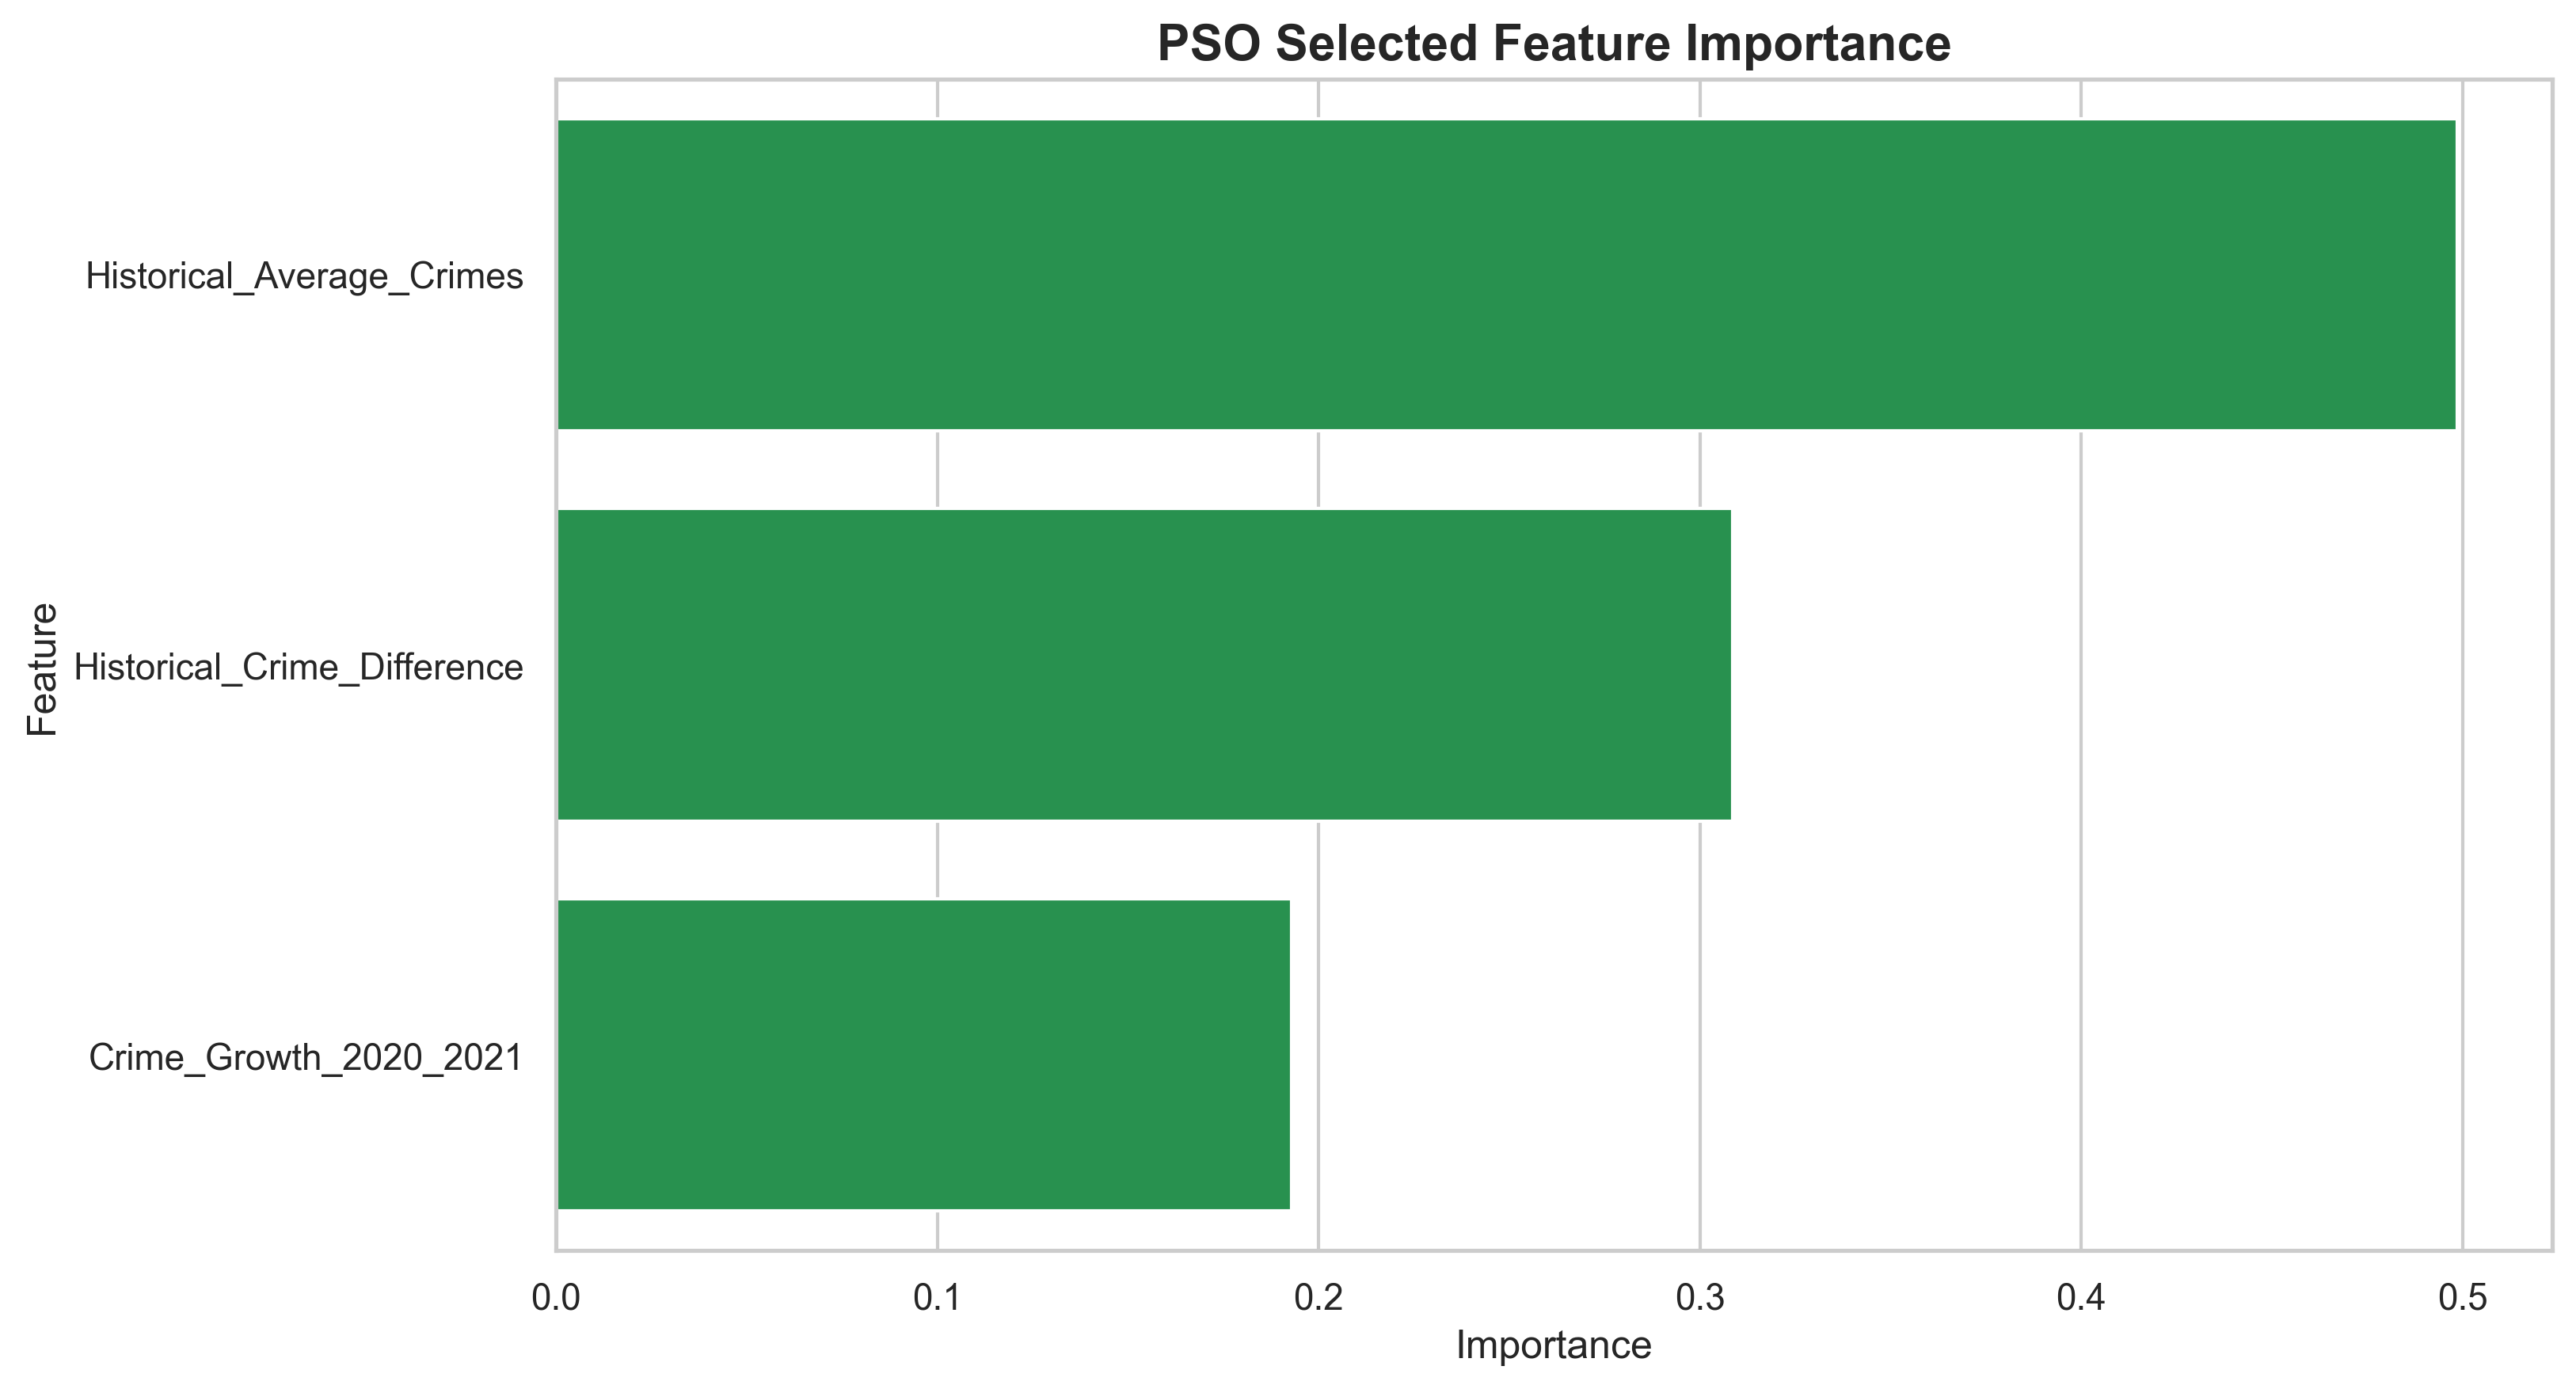 PSO Selected Feature Importance
Feature
Historical_Average_Crimes
Historical_Crime_Difference
Crime_Growth_2020_2021
0.0 0.1 0.2 0.3 0.4 0.5
Importance